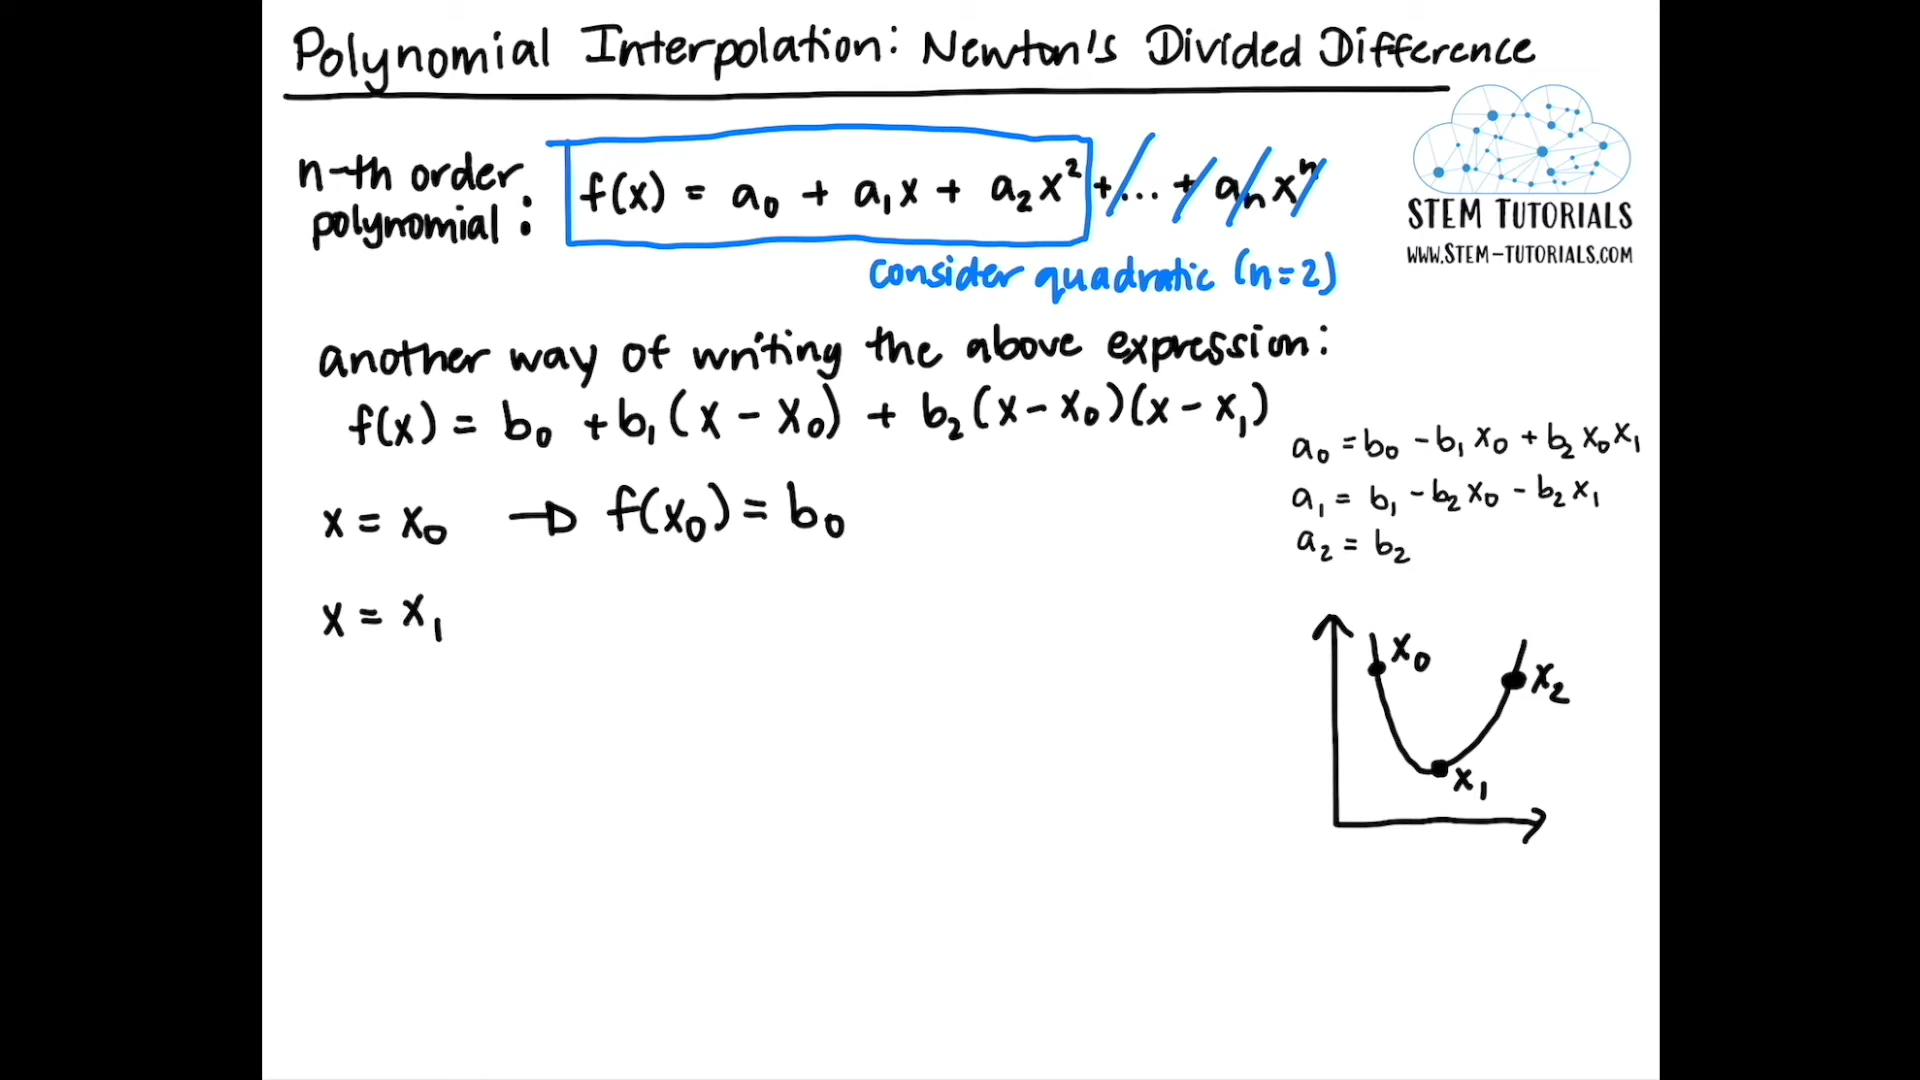 Polynomial Interpolation: Newton's Divided Difference
n-th order polynomial: f(x) = a₀ + a₁x + a₂x² + ... + aₙxⁿ
STEM TUTORIALS
WWW.STEM-TUTORIALS.COM
consider quadratic (n=2)
another way of writing the above expression:
f(x) = b₀ + b₁(x - x₀) + b₂(x - x₀)(x - x₁)
a₀ = b₀ - b₁x₀ + b₂x₀x₁
a₁ = b₁ - b₂x₀ - b₂x₁
a₂ = b₂
x = x₀ → f(x₀) = b₀
x = x₁
x₀
x₂
x₁